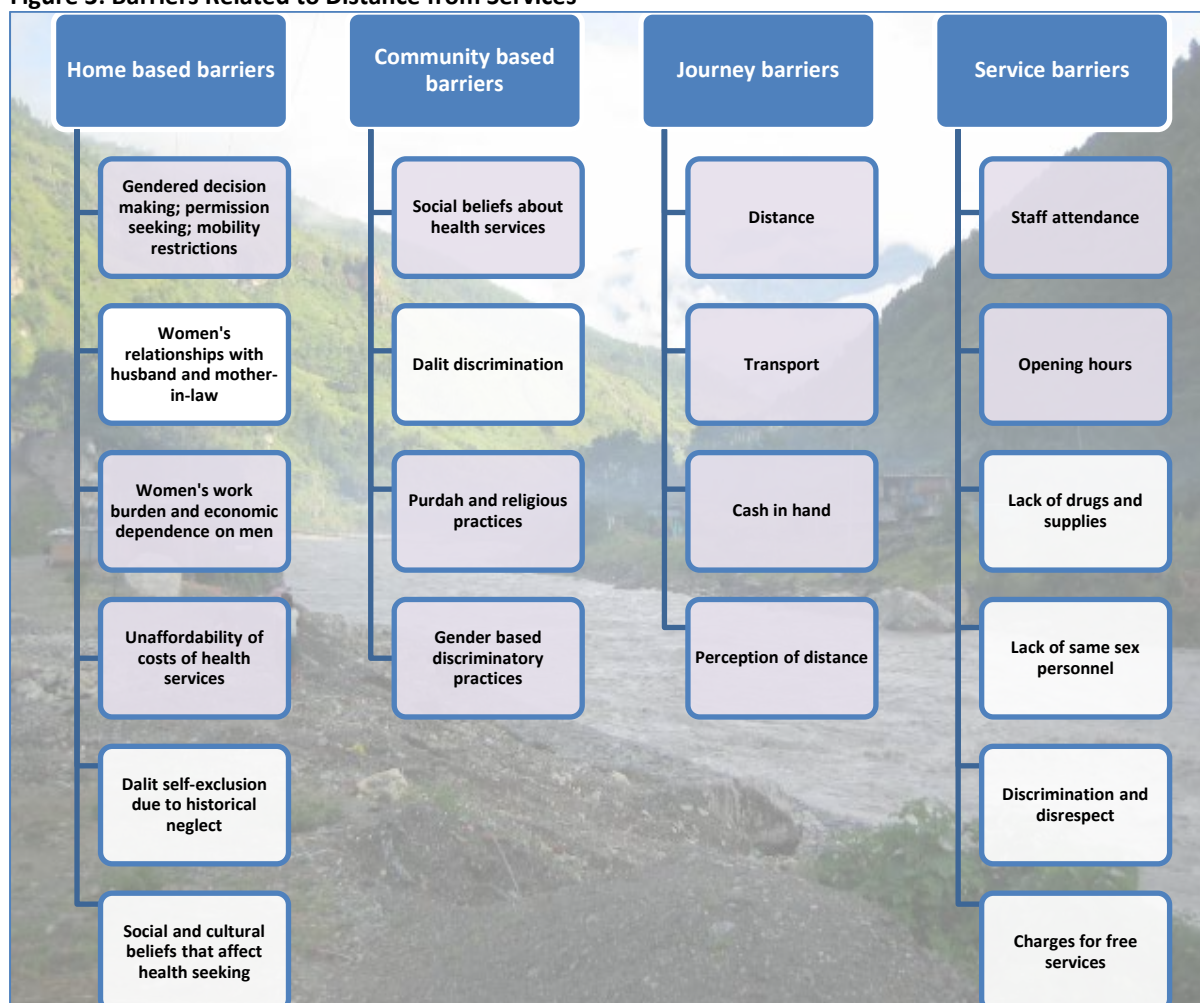 Figure 3: Barriers Related to Distance from Services
Home based barriers
Gendered decision
making; permission
seeking; mobility
restrictions
Women's
relationships with
husband and mother-
in-law
Women's work
burden and economic
dependence on men
Unaffordability of
costs of health
services
Dalit self-exclusion
due to historical
neglect
Social and cultural
beliefs that affect
health seeking
Community based
barriers
Social beliefs about
health services
Dalit discrimination
Purdah and religious
practices
Gender based
discriminatory
practices
Journey barriers
Distance
Transport
Cash in hand
Perception of distance
Service barriers
Staff attendance
Opening hours
Lack of drugs and
supplies
Lack of same sex
personnel
Discrimination and
disrespect
Charges for free
services